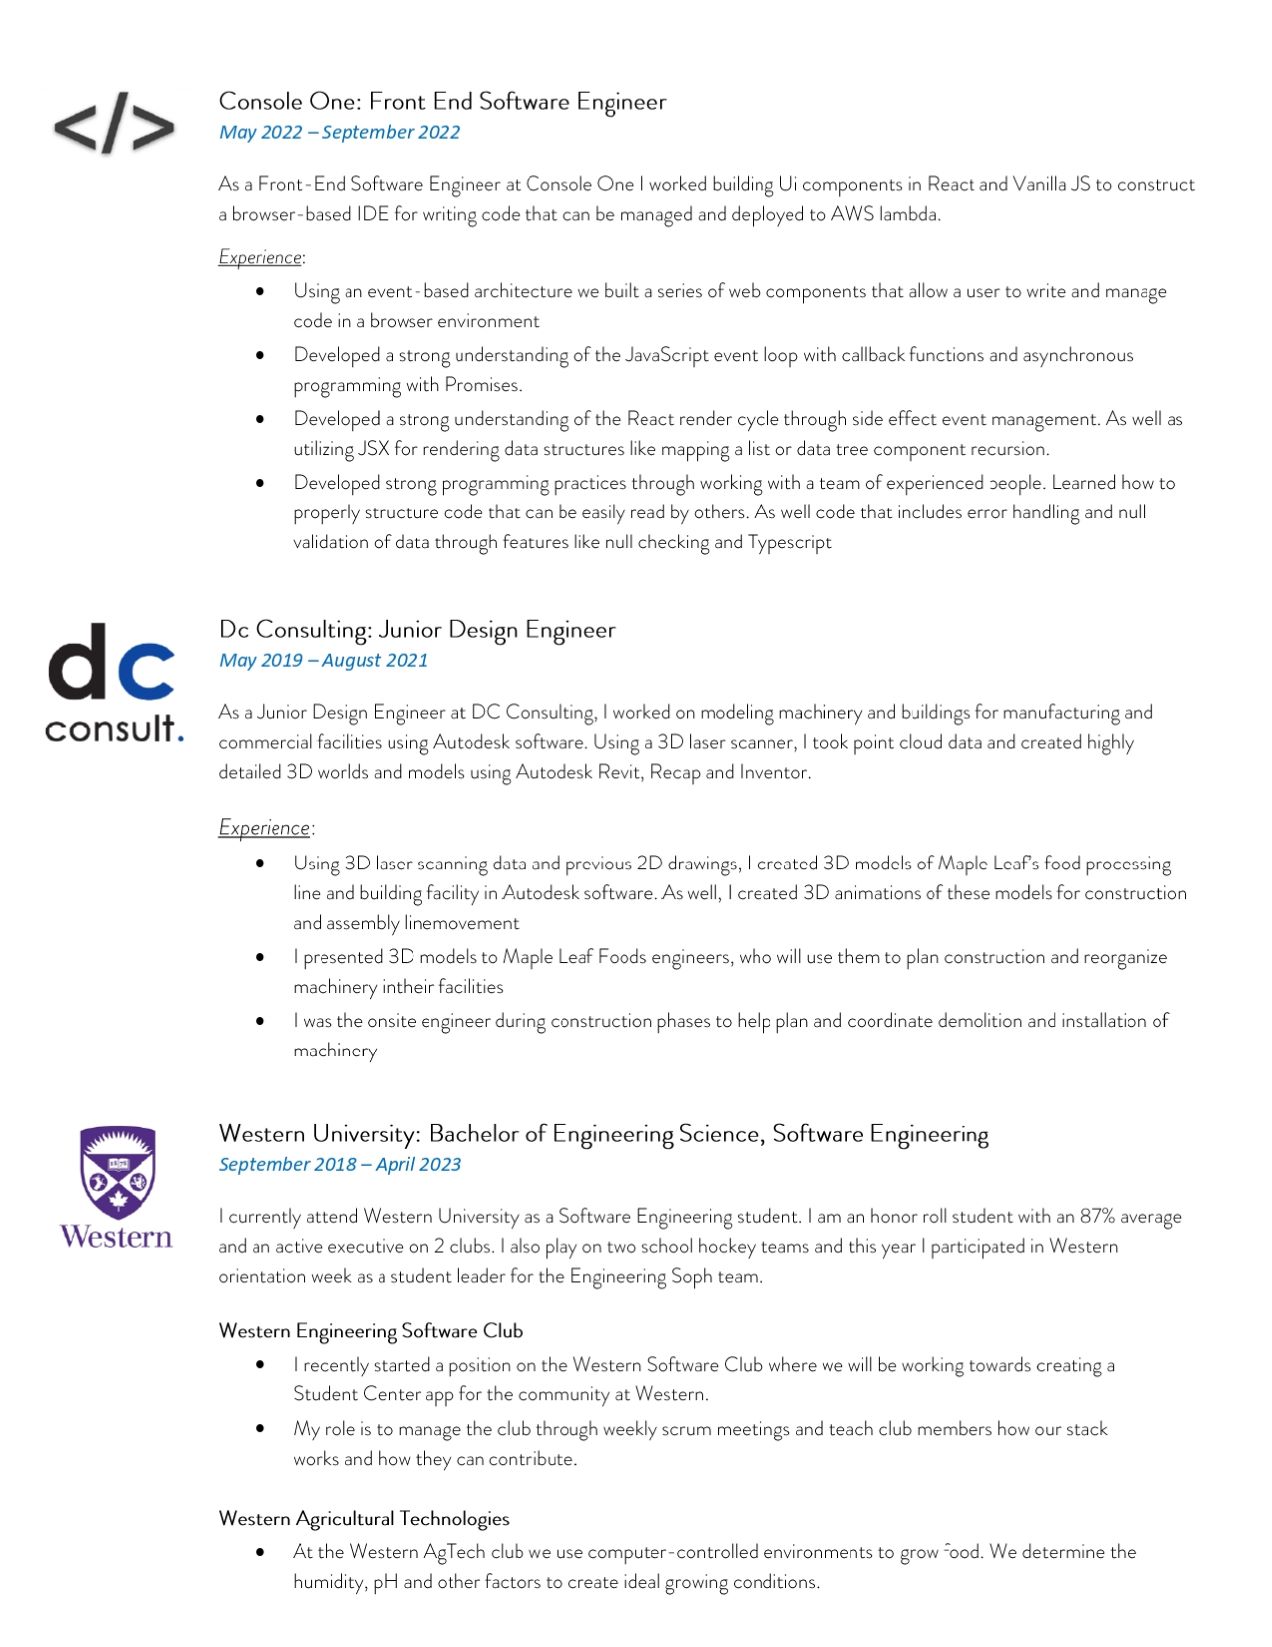 </>
Console One: Front End Software Engineer
May 2022 – September 2022
As a Front-End Software Engineer at Console One I worked building Ui components in React and Vanilla JS to construct
a browser-based IDE for writing code that can be managed and deployed to AWS lambda.
Experience:
• Using an event-based architecture we built a series of web components that allow a user to write and manage
code in a browser environment
• Developed a strong understanding of the JavaScript event loop with callback functions and asynchronous
programming with Promises.
• Developed a strong understanding of the React render cycle through side effect event management. As well as
utilizing JSX for rendering data structures like mapping a list or data tree component recursion.
• Developed strong programming practices through working with a team of experienced people. Learned how to
properly structure code that can be easily read by others. As well code that includes error handling and null
validation of data through features like null checking and Typescript
dc
consult.
Dc Consulting: Junior Design Engineer
May 2019 – August 2021
As a Junior Design Engineer at DC Consulting, I worked on modeling machinery and buildings for manufacturing and
commercial facilities using Autodesk software. Using a 3D laser scanner, I took point cloud data and created highly
detailed 3D worlds and models using Autodesk Revit, Recap and Inventor.
Experience:
• Using 3D laser scanning data and previous 2D drawings, I created 3D models of Maple Leaf's food processing
line and building facility in Autodesk software. As well, I created 3D animations of these models for construction
and assembly linemovement
• I presented 3D models to Maple Leaf Foods engineers, who will use them to plan construction and reorganize
machinery intheir facilities
• I was the onsite engineer during construction phases to help plan and coordinate demolition and installation of
machinery
Western
Western University: Bachelor of Engineering Science, Software Engineering
September 2018 – April 2023
I currently attend Western University as a Software Engineering student. I am an honor roll student with an 87% average
and an active executive on 2 clubs. I also play on two school hockey teams and this year I participated in Western
orientation week as a student leader for the Engineering Soph team.
Western Engineering Software Club
• I recently started a position on the Western Software Club where we will be working towards creating a
Student Center app for the community at Western.
• My role is to manage the club through weekly scrum meetings and teach club members how our stack
works and how they can contribute.
Western Agricultural Technologies
• At the Western AgTech club we use computer-controlled environments to grow food. We determine the
humidity, pH and other factors to create ideal growing conditions.